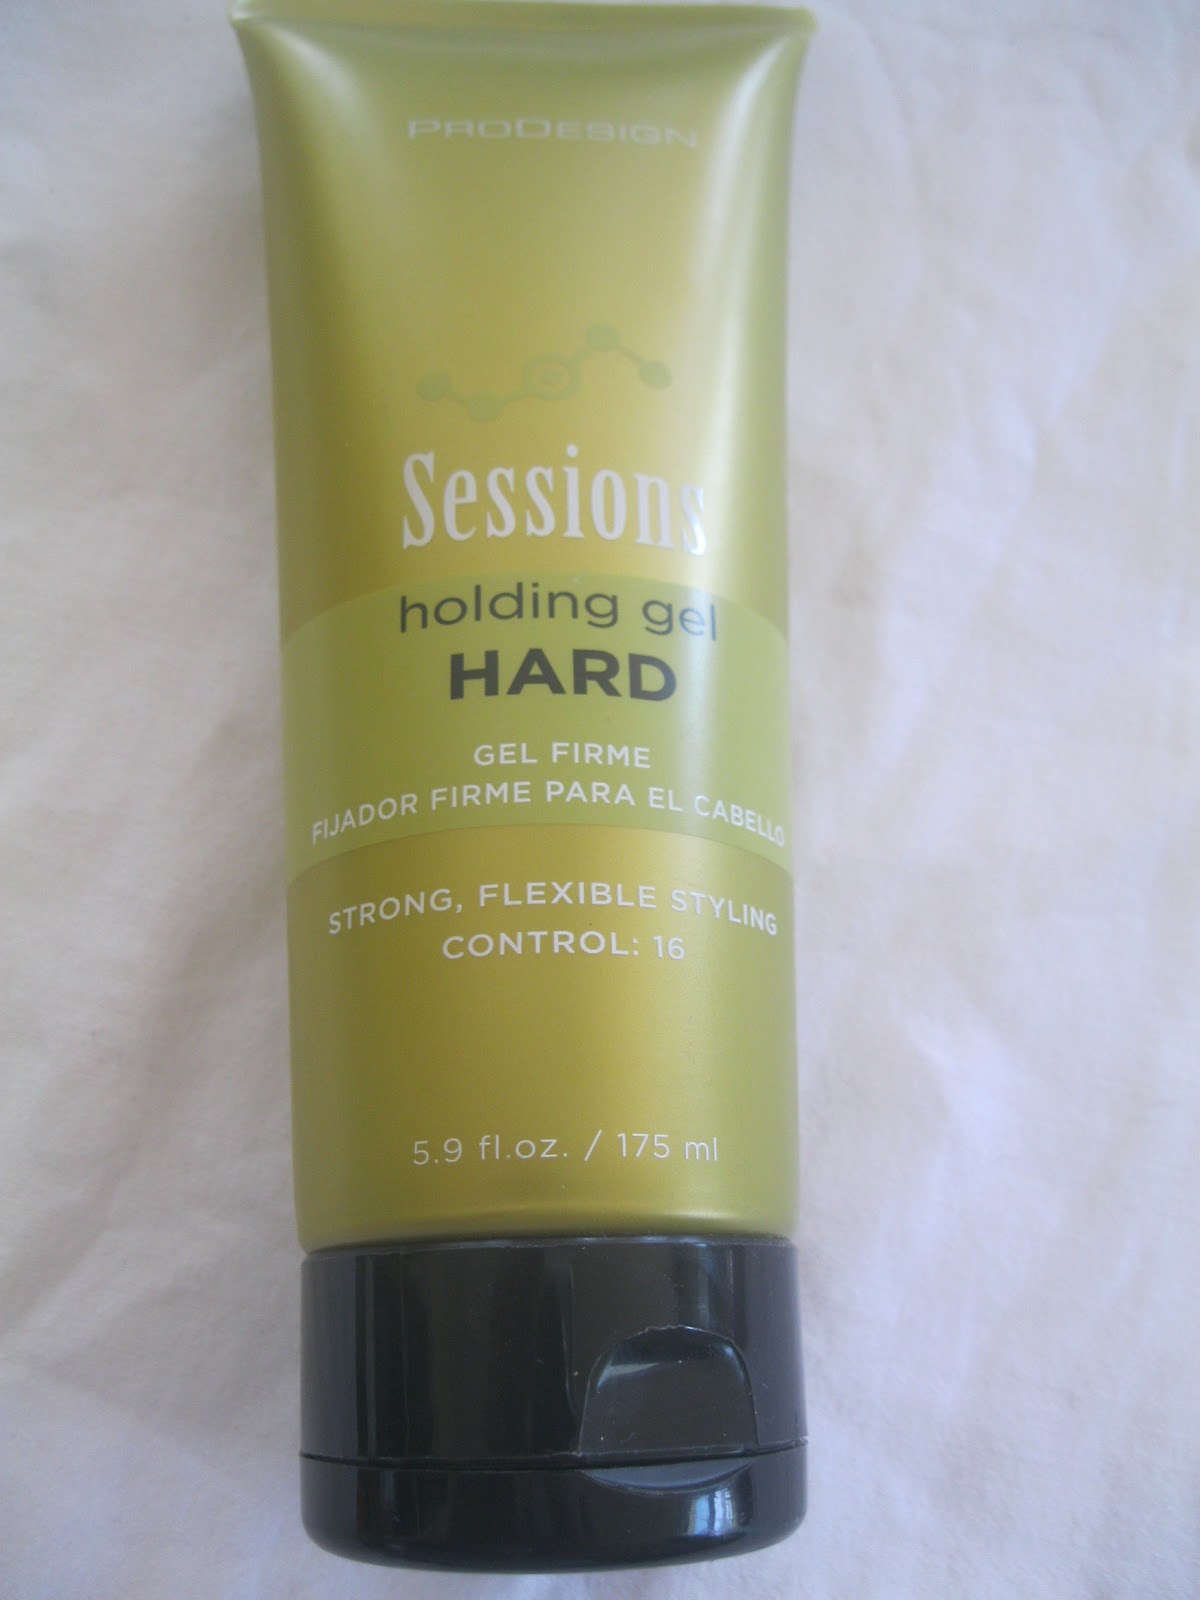 PRODESIGN
Sessions
holding gel
HARD
GEL FIRME
FIJADOR FIRME PARA EL CABELLO
STRONG, FLEXIBLE STYLING
CONTROL: 16
5.9 fl.oz. / 175 ml